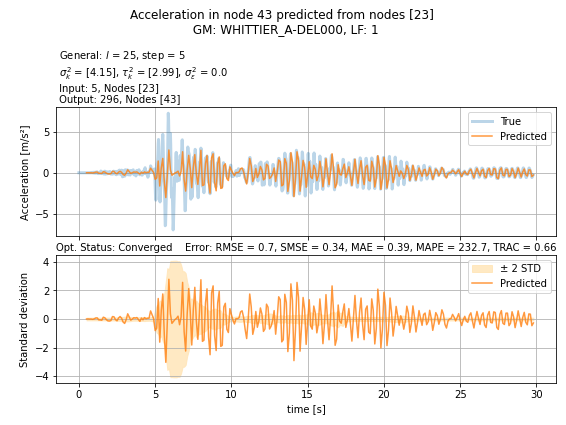 Acceleration in node 43 predicted from nodes [23]
GM: WHITTIER_A-DEL000, LF: 1
General: l = 25, step = 5
σ²ₖ = [4.15], τ²ₖ = [2.99], σ²ε = 0.0
Input: 5, Nodes [23]
Output: 296, Nodes [43]
True
Predicted
Acceleration [m/s²]
5
0
−5
Opt. Status: Converged Error: RMSE = 0.7, SMSE = 0.34, MAE = 0.39, MAPE = 232.7, TRAC = 0.66
± 2 STD
Predicted
Standard deviation
4
2
0
−2
−4
0 5 10 15 20 25 30
time [s]